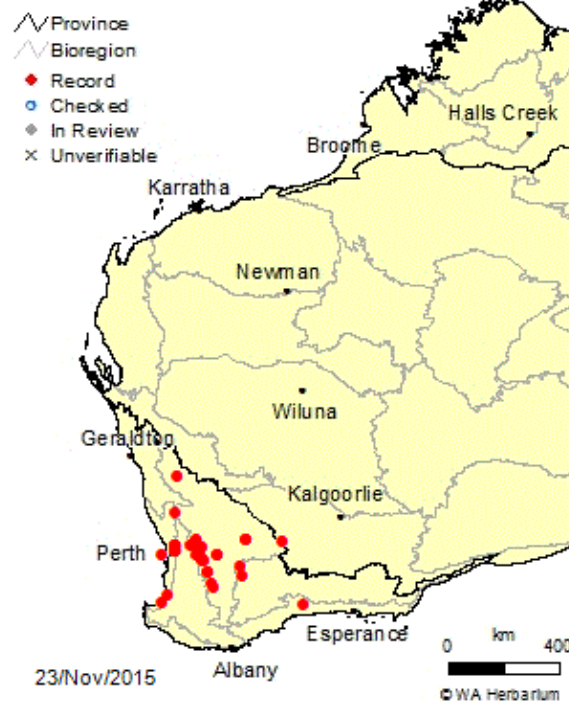 Province
Bioregion
Record
Checked
In Review
Unverifiable
Halls Creek
Broome
Karratha
Newman
Wiluna
Geraldton
Kalgoorlie
Perth
Esperance
0 km 400
Albany
23/Nov/2015
© WA Herbarium